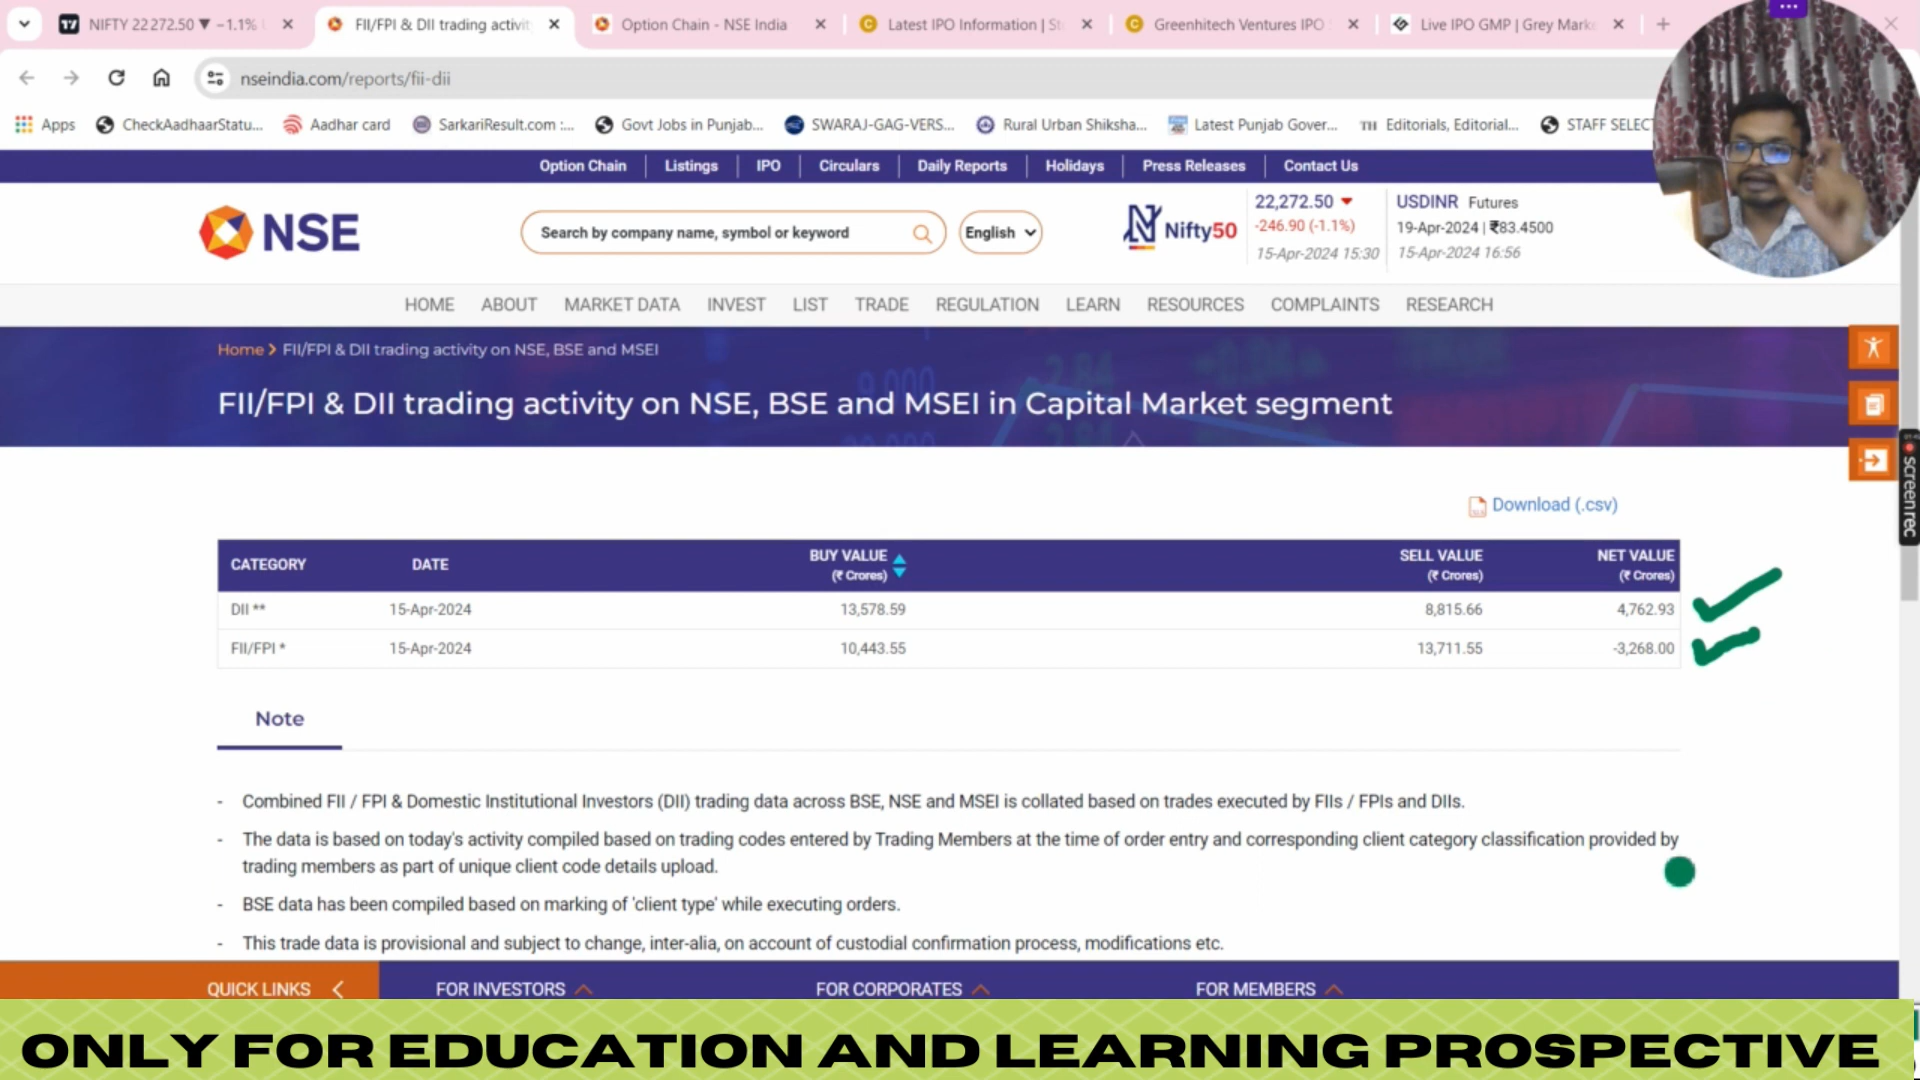 NIFTY 22272.50 ▼ −1.1%
FII/FPI & DII trading activit
Option Chain - NSE India
Latest IPO Information | St
Greenhitech Ventures IPO
Live IPO GMP | Grey Mark
nseindia.com/reports/fii-dii
Apps
CheckAadhaarStatu...
Aadhar card
SarkariResult.com :...
Govt Jobs in Punjab...
SWARAJ-GAG-VERS...
Rural Urban Shiksha...
Latest Punjab Gover...
TH Editorials, Editorial...
STAFF SELECT
Option Chain
Listings
IPO
Circulars
Daily Reports
Holidays
Press Releases
Contact Us
NSE
Search by company name, symbol or keyword
English
Nifty50
22,272.50
-246.90 (-1.1%)
15-Apr-2024 15:30
USDINR Futures
19-Apr-2024 | ₹83.4500
15-Apr-2024 16:56
HOME ABOUT MARKET DATA INVEST LIST TRADE REGULATION LEARN RESOURCES COMPLAINTS RESEARCH
Home > FII/FPI & DII trading activity on NSE, BSE and MSEI
FII/FPI & DII trading activity on NSE, BSE and MSEI in Capital Market segment
Download (.csv)
CATEGORY DATE BUY VALUE (₹ Crores) SELL VALUE (₹ Crores) NET VALUE (₹ Crores)
DII ** 15-Apr-2024 13,578.59 8,815.66 4,762.93
FII/FPI * 15-Apr-2024 10,443.55 13,711.55 -3,268.00
Note
- Combined FII / FPI & Domestic Institutional Investors (DII) trading data across BSE, NSE and MSEI is collated based on trades executed by FIIs / FPIs and DIIs.
- The data is based on today's activity compiled based on trading codes entered by Trading Members at the time of order entry and corresponding client category classification provided by
trading members as part of unique client code details upload.
- BSE data has been compiled based on marking of 'client type' while executing orders.
- This trade data is provisional and subject to change, inter-alia, on account of custodial confirmation process, modifications etc.
QUICK LINKS
FOR INVESTORS
FOR CORPORATES
FOR MEMBERS
screenrec
ONLY FOR EDUCATION AND LEARNING PROSPECTIVE